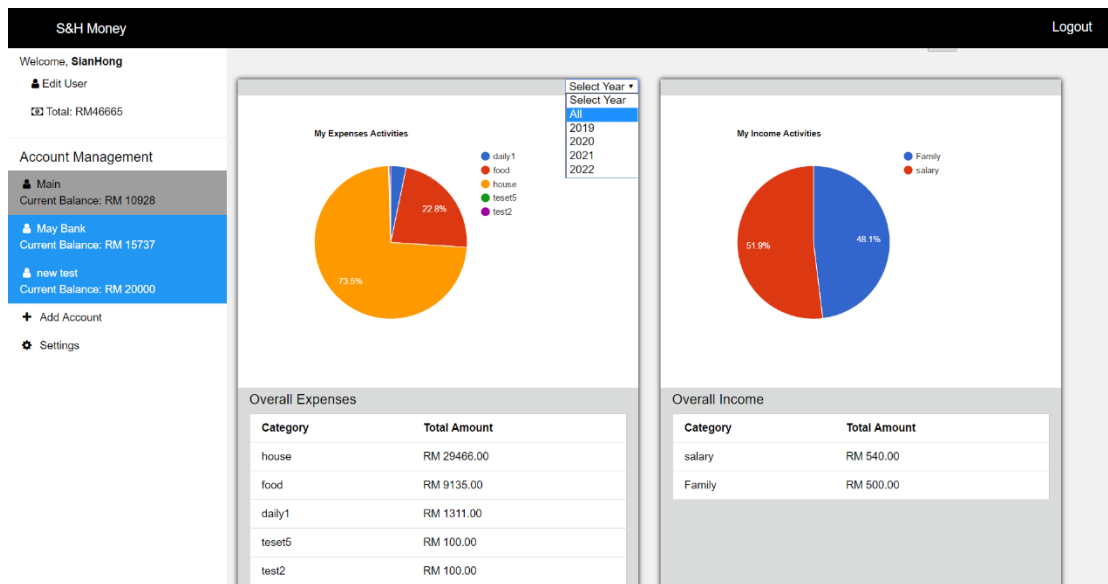 S&H Money
Logout
Welcome, SianHong
Edit User
Total: RM46665
Account Management
Main
Current Balance: RM 10928
May Bank
Current Balance: RM 15737
new test
Current Balance: RM 20000
Add Account
Settings
Select Year
Select Year
All
2019
2020
2021
2022
My Expenses Activities
daily1
food
house
teset5
test2
22.8%
73.5%
Overall Expenses
Category Total Amount
house RM 29466.00
food RM 9135.00
daily1 RM 1311.00
teset5 RM 100.00
test2 RM 100.00
My Income Activities
Family
salary
51.9%
48.1%
Overall Income
Category Total Amount
salary RM 540.00
Family RM 500.00